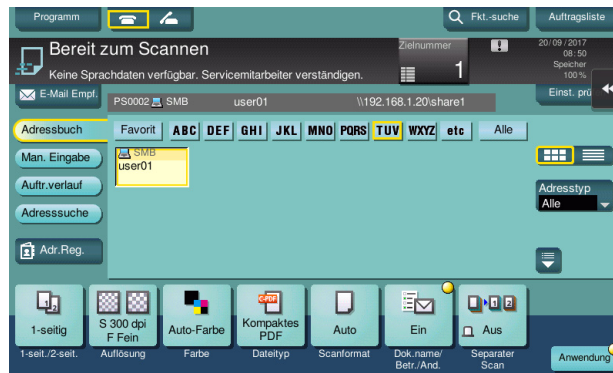 Programm
Fkt.-suche
Auftragsliste
Bereit zum Scannen
Zielnummer
1
20/09/2017
08:50
Speicher
100%
Keine Sprachdaten verfügbar. Servicemitarbeiter verständigen.
E-Mail Empf.
PS0002 SMB user01 \\192.168.1.20\share1
Einst. prü
Adressbuch
Favorit ABC DEF GHI JKL MNO PQRS TUV WXYZ etc Alle
SMB
user01
Man. Eingabe
Auftr.verlauf
Adresssuche
Adresstyp
Alle
Adr.Reg.
1-seitig
S 300 dpi
F Fein
Auto-Farbe
Kompaktes
PDF
Auto
Ein
Aus
1-seit./2-seit.
Auflösung
Farbe
Dateityp
Scanformat
Dok.name/
Betr./And.
Separater
Scan
Anwendung